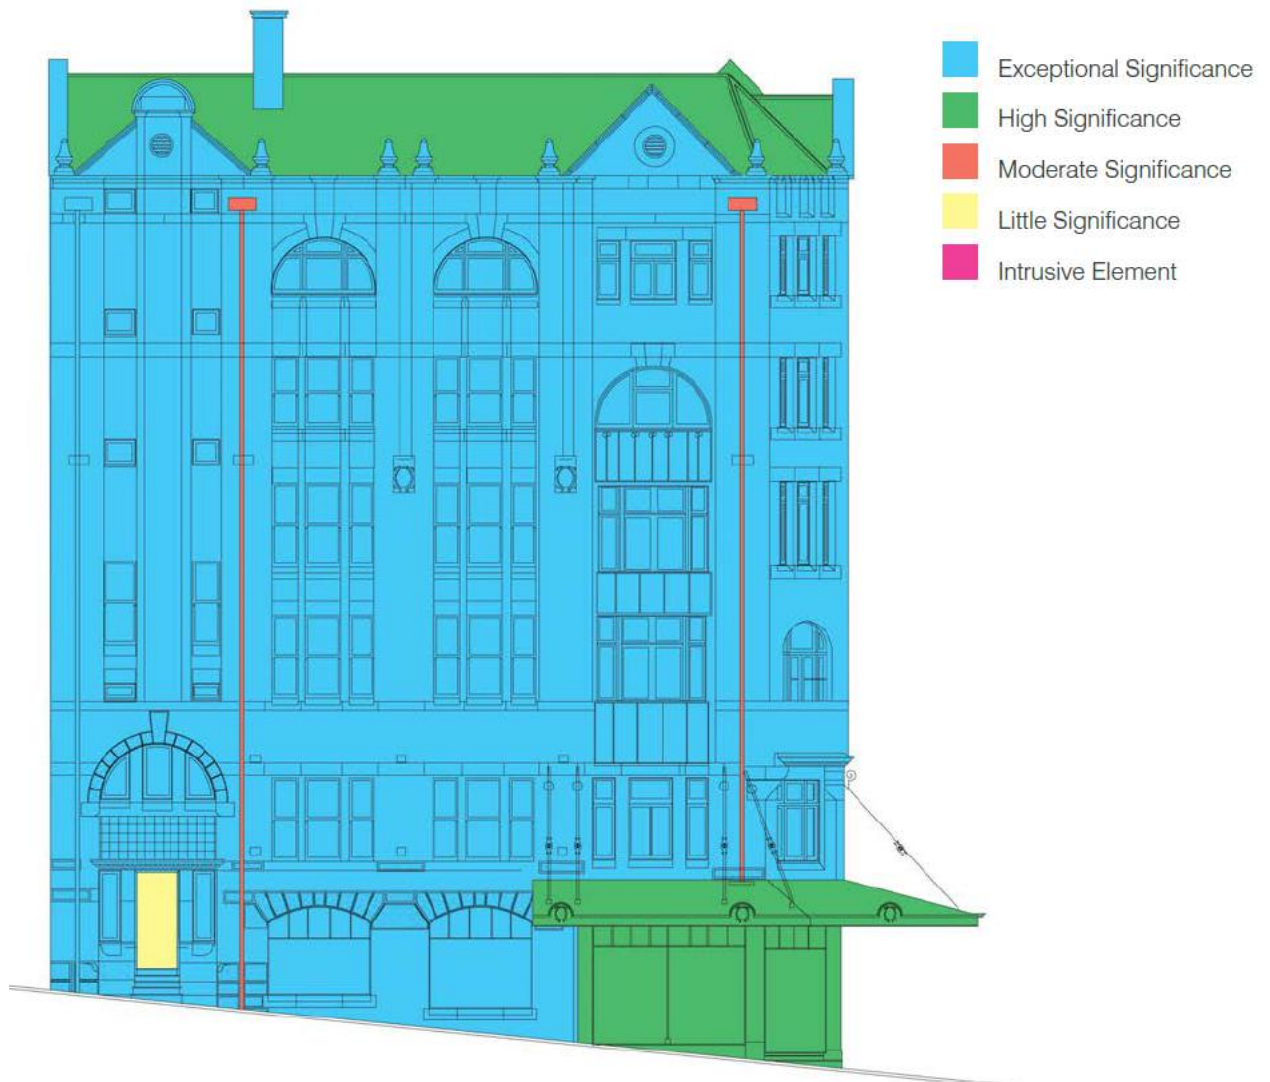 Exceptional Significance
High Significance
Moderate Significance
Little Significance
Intrusive Element